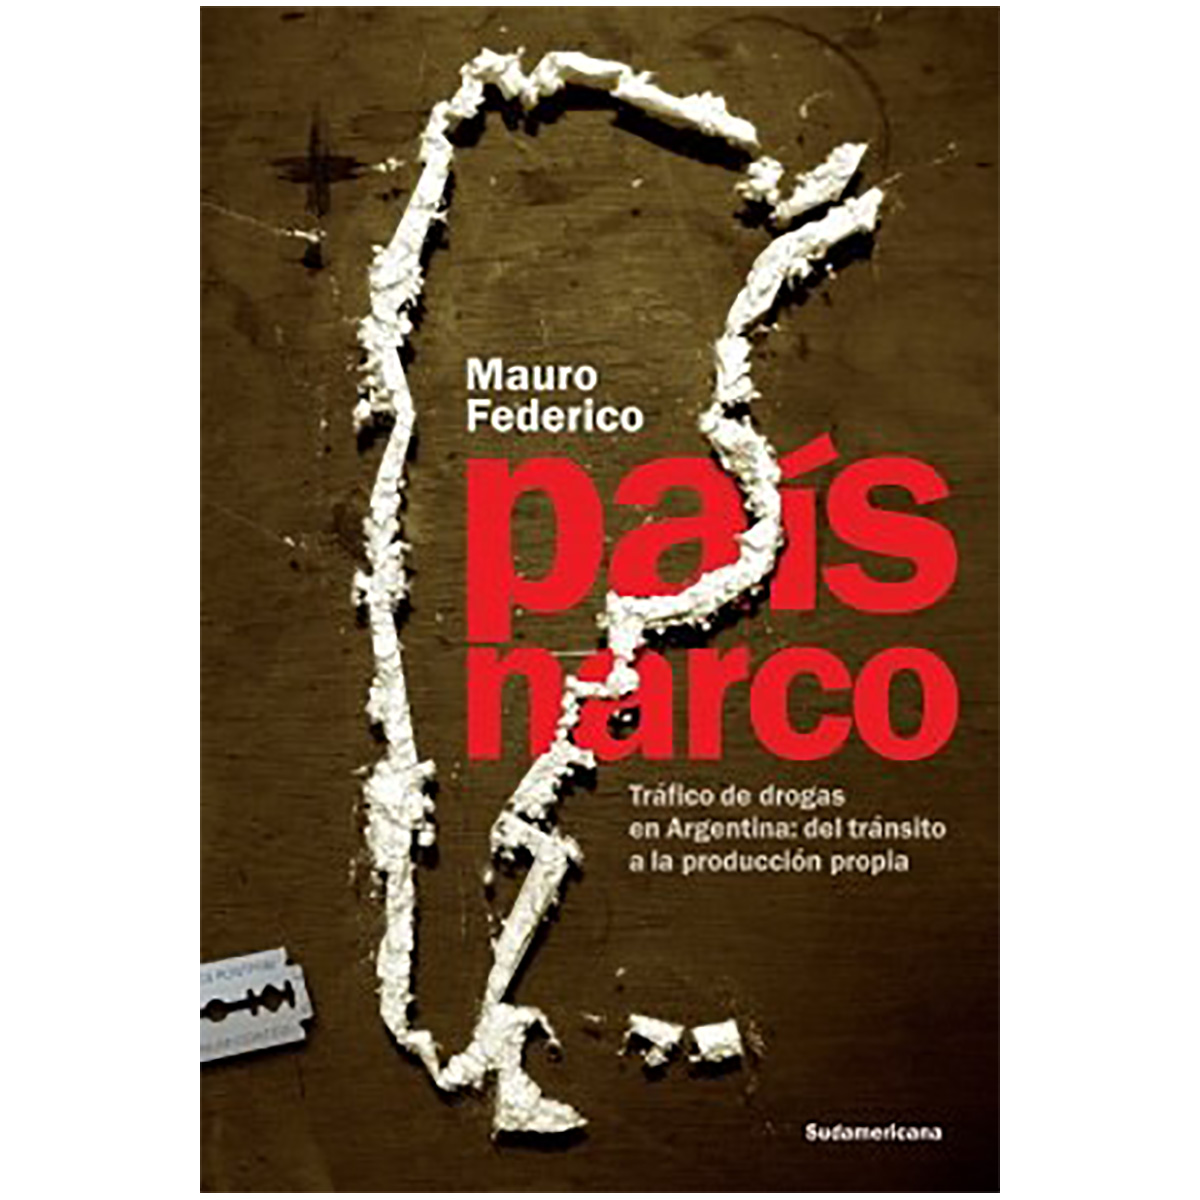 Mauro
Federico
país
narco
Tráfico de drogas
en Argentina: del tránsito
a la producción propia
Sudamericana